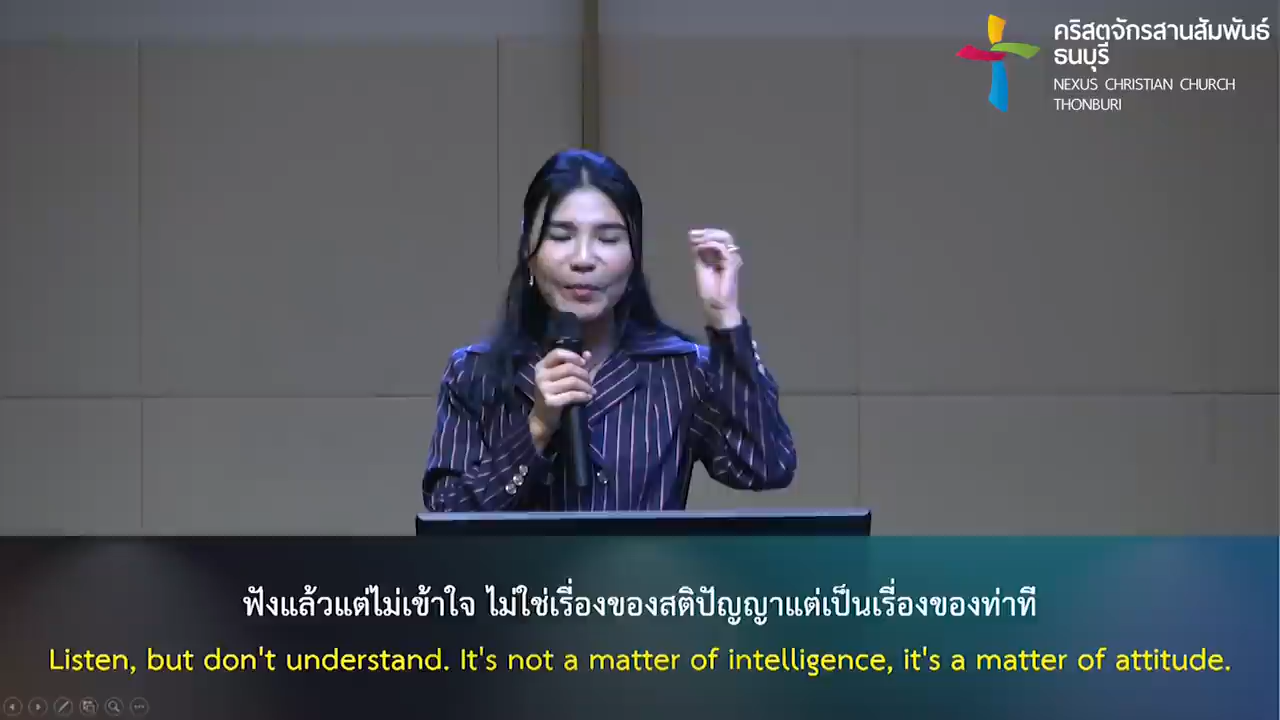 คริสตจักรสานสัมพันธ์
ธนบุรี
NEXUS CHRISTIAN CHURCH
THONBURI
ฟังแล้วแต่ไม่เข้าใจ ไม่ใช่เรื่องของสติปัญญาแต่เป็นเรื่องของท่าที
Listen, but don't understand. It's not a matter of intelligence, it's a matter of attitude.